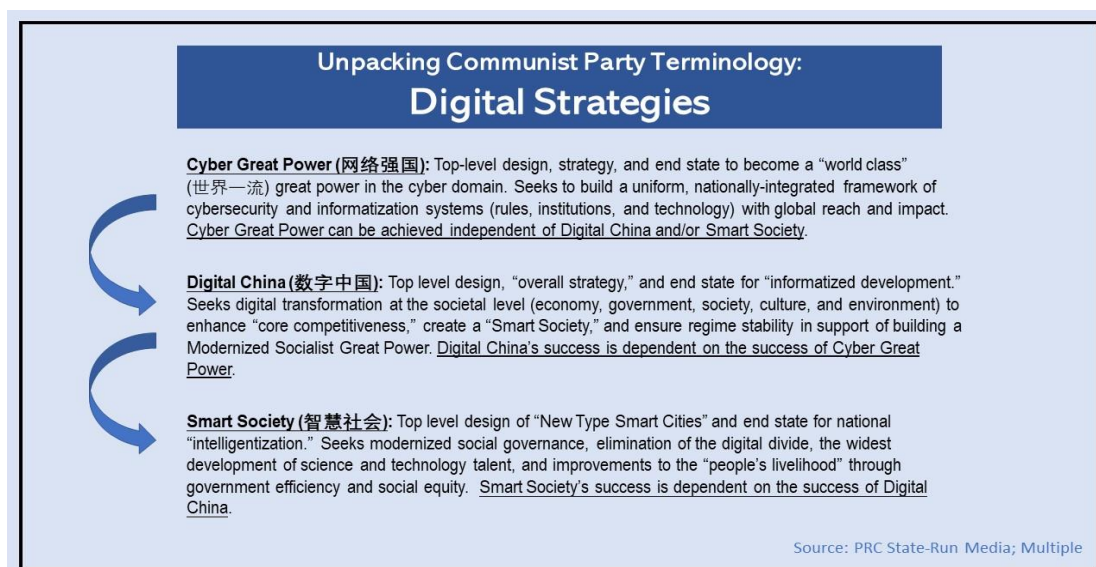 Unpacking Communist Party Terminology:
Digital Strategies
Cyber Great Power (网络强国): Top-level design, strategy, and end state to become a “world class”
(世界一流) great power in the cyber domain. Seeks to build a uniform, nationally-integrated framework of
cybersecurity and informatization systems (rules, institutions, and technology) with global reach and impact.
Cyber Great Power can be achieved independent of Digital China and/or Smart Society.
Digital China (数字中国): Top level design, “overall strategy,” and end state for “informatized development.”
Seeks digital transformation at the societal level (economy, government, society, culture, and environment) to
enhance “core competitiveness,” create a “Smart Society,” and ensure regime stability in support of building a
Modernized Socialist Great Power. Digital China’s success is dependent on the success of Cyber Great
Power.
Smart Society (智慧社会): Top level design of “New Type Smart Cities” and end state for national
“intelligentization.” Seeks modernized social governance, elimination of the digital divide, the widest
development of science and technology talent, and improvements to the “people’s livelihood” through
government efficiency and social equity. Smart Society’s success is dependent on the success of Digital
China.
Source: PRC State-Run Media; Multiple